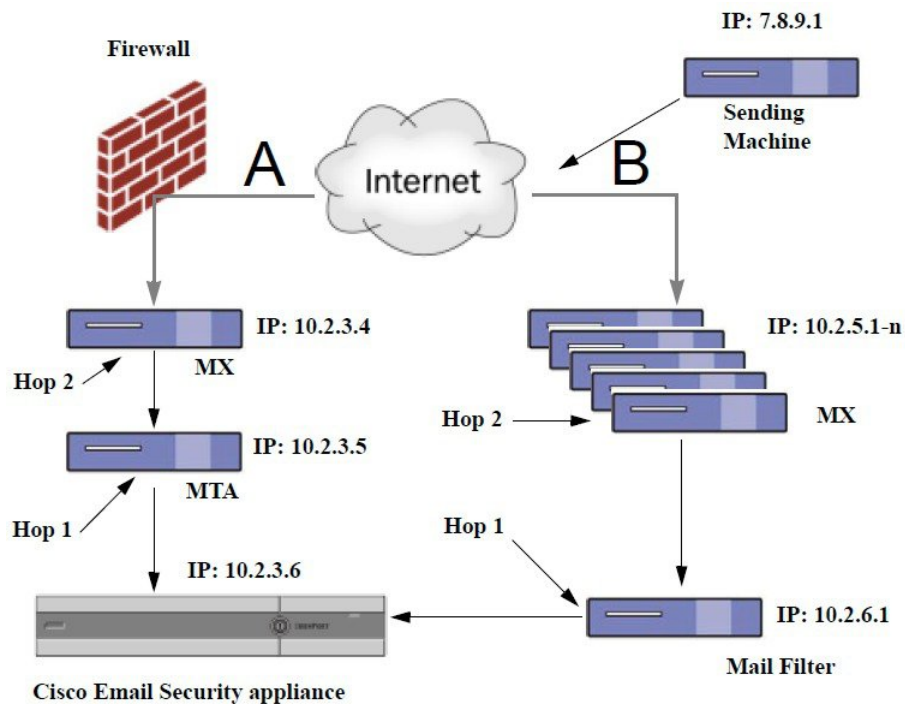 IP: 7.8.9.1
Firewall
Sending
Machine
A
Internet
B
IP: 10.2.3.4
IP: 10.2.5.1-n
Hop 2
MX
Hop 2
MX
IP: 10.2.3.5
MTA
Hop 1
Hop 1
IP: 10.2.3.6
IP: 10.2.6.1
Mail Filter
Cisco Email Security appliance